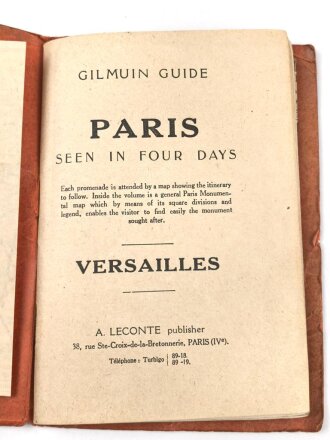 GILMUIN GUIDE
PARIS
SEEN IN FOUR DAYS
Each promenade is attended by a map showing the itinerary
to follow. Inside the volume is a general Paris Monumen-
tal map which by means of its square divisions and
legend, enables the visitor to find easily the monument
sought after.
VERSAILLES
A. LECONTE publisher
38, rue Ste-Croix-de-la-Bretonnerie, PARIS (IVe).
Téléphone : Turbigo { 89-18.
89-19.